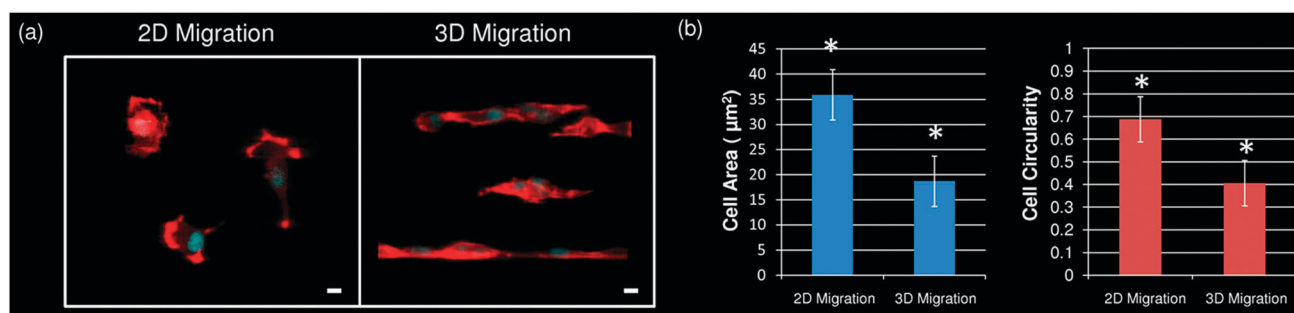 (a)
2D Migration
3D Migration
(b)
Cell Area ( µm²)
45
40
35
30
25
20
15
10
5
0
*
*
2D Migration
3D Migration
Cell Circularity
1
0.9
0.8
0.7
0.6
0.5
0.4
0.3
0.2
0.1
0
*
*
2D Migration
3D Migration